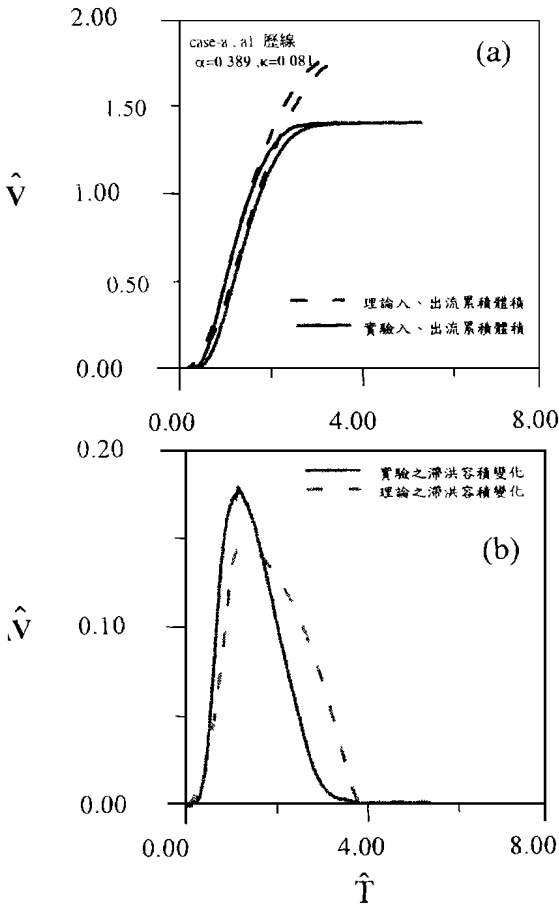 2.00
case-a , a1 歷線
α=0.389 ,κ=0.081
(a)
1.50
V̂
1.00
0.50
理論入、出流累積體積
實驗入、出流累積體積
0.00
0.00 4.00 8.00
0.20
實驗之滯洪容積變化
理論之滯洪容積變化
(b)
V̂
0.10
0.00
0.00 4.00 8.00
T̂